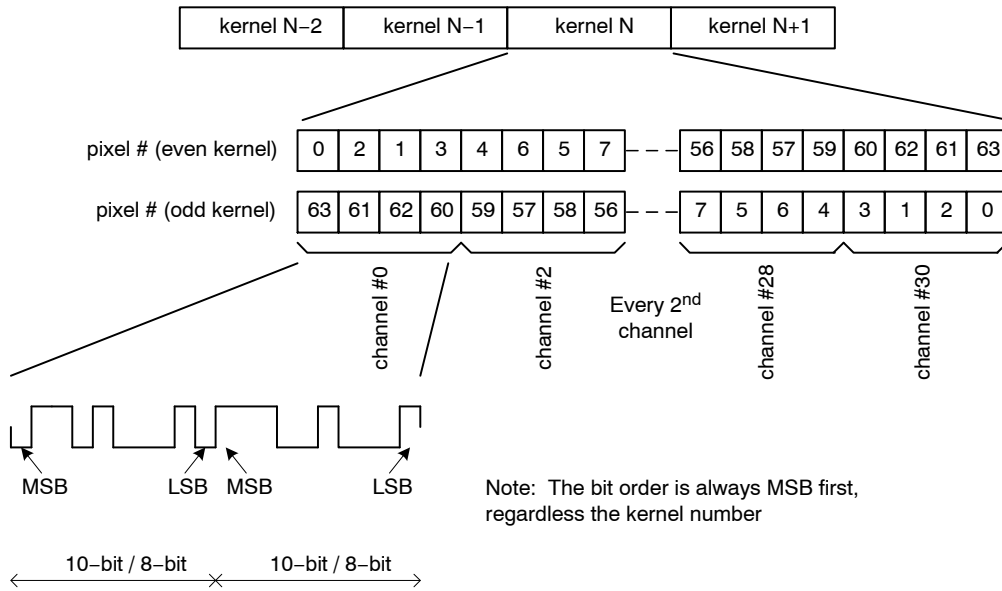 kernel N−2 kernel N−1 kernel N kernel N+1
pixel # (even kernel) 0 2 1 3 4 6 5 7 56 58 57 59 60 62 61 63
pixel # (odd kernel) 63 61 62 60 59 57 58 56 7 5 6 4 3 1 2 0
channel #0
channel #2
Every 2nd
channel
channel #28
channel #30
MSB LSB MSB LSB
Note: The bit order is always MSB first,
regardless the kernel number
10−bit / 8−bit 10−bit / 8−bit